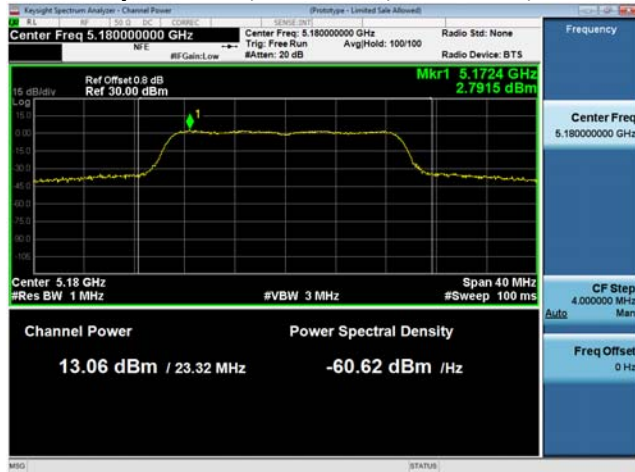 Keysight Spectrum Analyzer - Channel Power
(Prototype - Limited Sale Allowed)
RL RF 50 Ω DC CORREC SENSE:INT
Center Freq 5.180000000 GHz
NFE
#IFGain:Low
Center Freq: 5.180000000 GHz
Trig: Free Run Avg|Hold: 100/100
#Atten: 20 dB
Radio Std: None
Radio Device: BTS
Frequency
Ref Offset 0.8 dB
15 dB/div Ref 30.00 dBm
Mkr1 5.1724 GHz
2.7915 dBm
Log
1
15.0
0.00
-15.0
-30.0
-45.0
-60.0
-75.0
-90.0
-105
Center 5.18 GHz
Span 40 MHz
#Res BW 1 MHz
#VBW 3 MHz
#Sweep 100 ms
Channel Power
13.06 dBm / 23.32 MHz
Power Spectral Density
-60.62 dBm /Hz
Center Freq
5.180000000 GHz
CF Step
4.000000 MHz
Auto Man
Freq Offset
0 Hz
MSG
STATUS